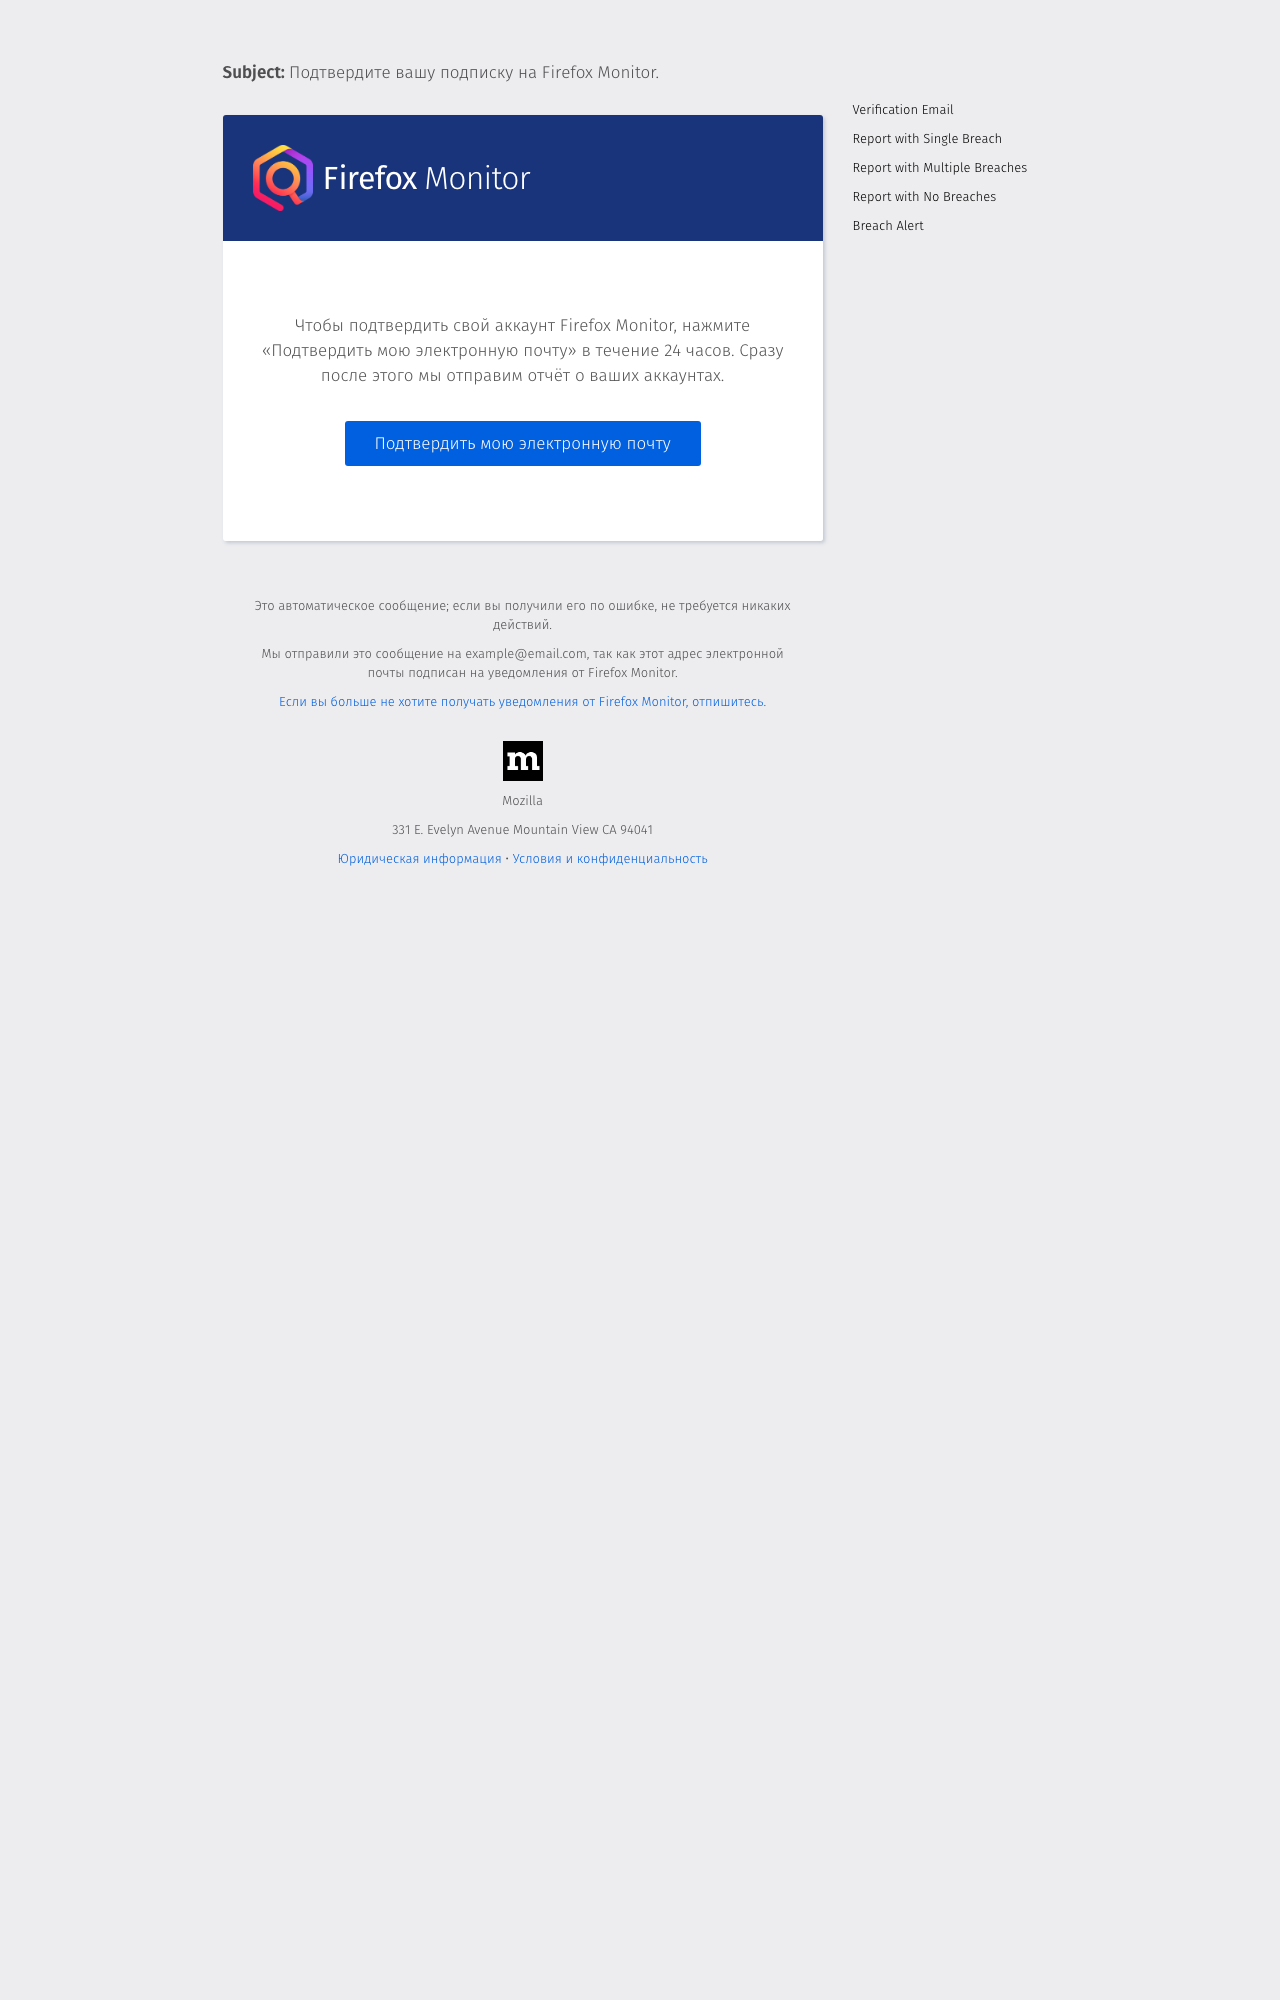 Subject: Подтвердите вашу подписку на Firefox Monitor.
Verification Email
Report with Single Breach
Report with Multiple Breaches
Report with No Breaches
Breach Alert
Firefox Monitor
Чтобы подтвердить свой аккаунт Firefox Monitor, нажмите
«Подтвердить мою электронную почту» в течение 24 часов. Сразу
после этого мы отправим отчёт о ваших аккаунтах.
Подтвердить мою электронную почту
Это автоматическое сообщение; если вы получили его по ошибке, не требуется никаких
действий.
Мы отправили это сообщение на example@email.com, так как этот адрес электронной
почты подписан на уведомления от Firefox Monitor.
Если вы больше не хотите получать уведомления от Firefox Monitor, отпишитесь.
m
Mozilla
331 E. Evelyn Avenue Mountain View CA 94041
Юридическая информация • Условия и конфиденциальность